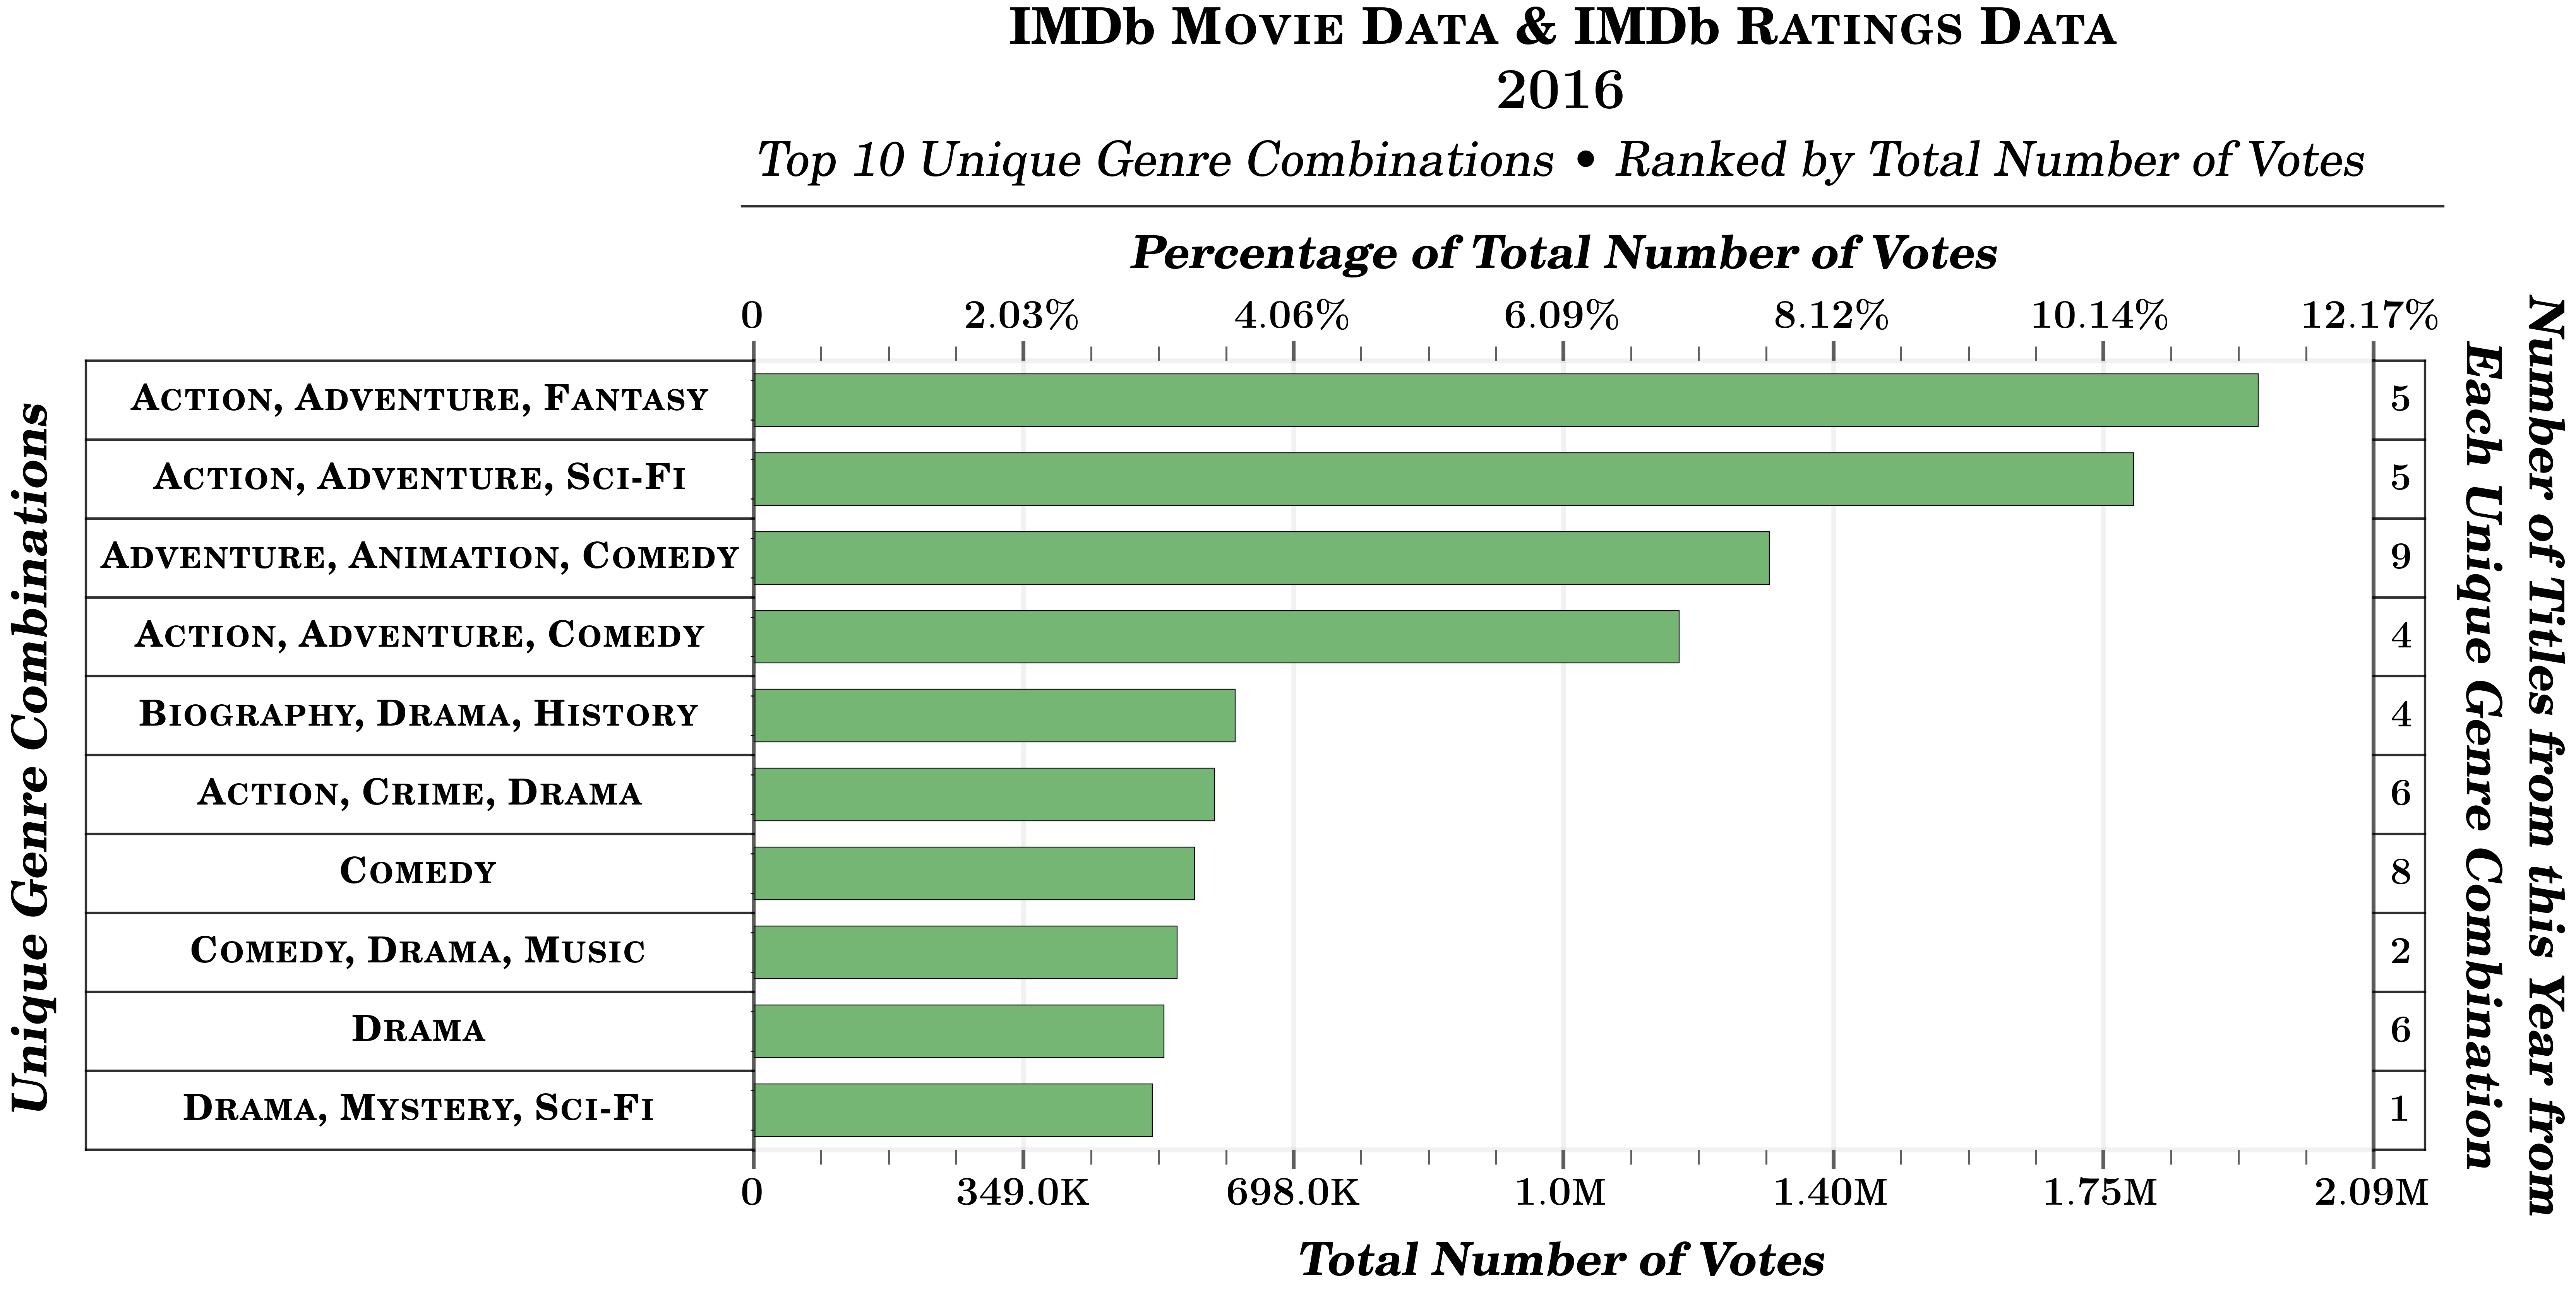 IMDb Movie Data & IMDb Ratings Data
2016
Top 10 Unique Genre Combinations • Ranked by Total Number of Votes
Percentage of Total Number of Votes
0 2.03% 4.06% 6.09% 8.12% 10.14% 12.17%
Unique Genre Combinations
Action, Adventure, Fantasy 5
Action, Adventure, Sci-Fi 5
Adventure, Animation, Comedy 9
Action, Adventure, Comedy 4
Biography, Drama, History 4
Action, Crime, Drama 6
Comedy 8
Comedy, Drama, Music 2
Drama 6
Drama, Mystery, Sci-Fi 1
0 349.0K 698.0K 1.0M 1.40M 1.75M 2.09M
Total Number of Votes
Number of Titles from this Year from
Each Unique Genre Combination